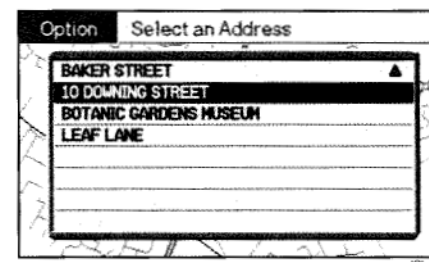 Option Select an Address
BAKER STREET
10 DOWNING STREET
BOTANIC GARDENS MUSEUM
LEAF LANE